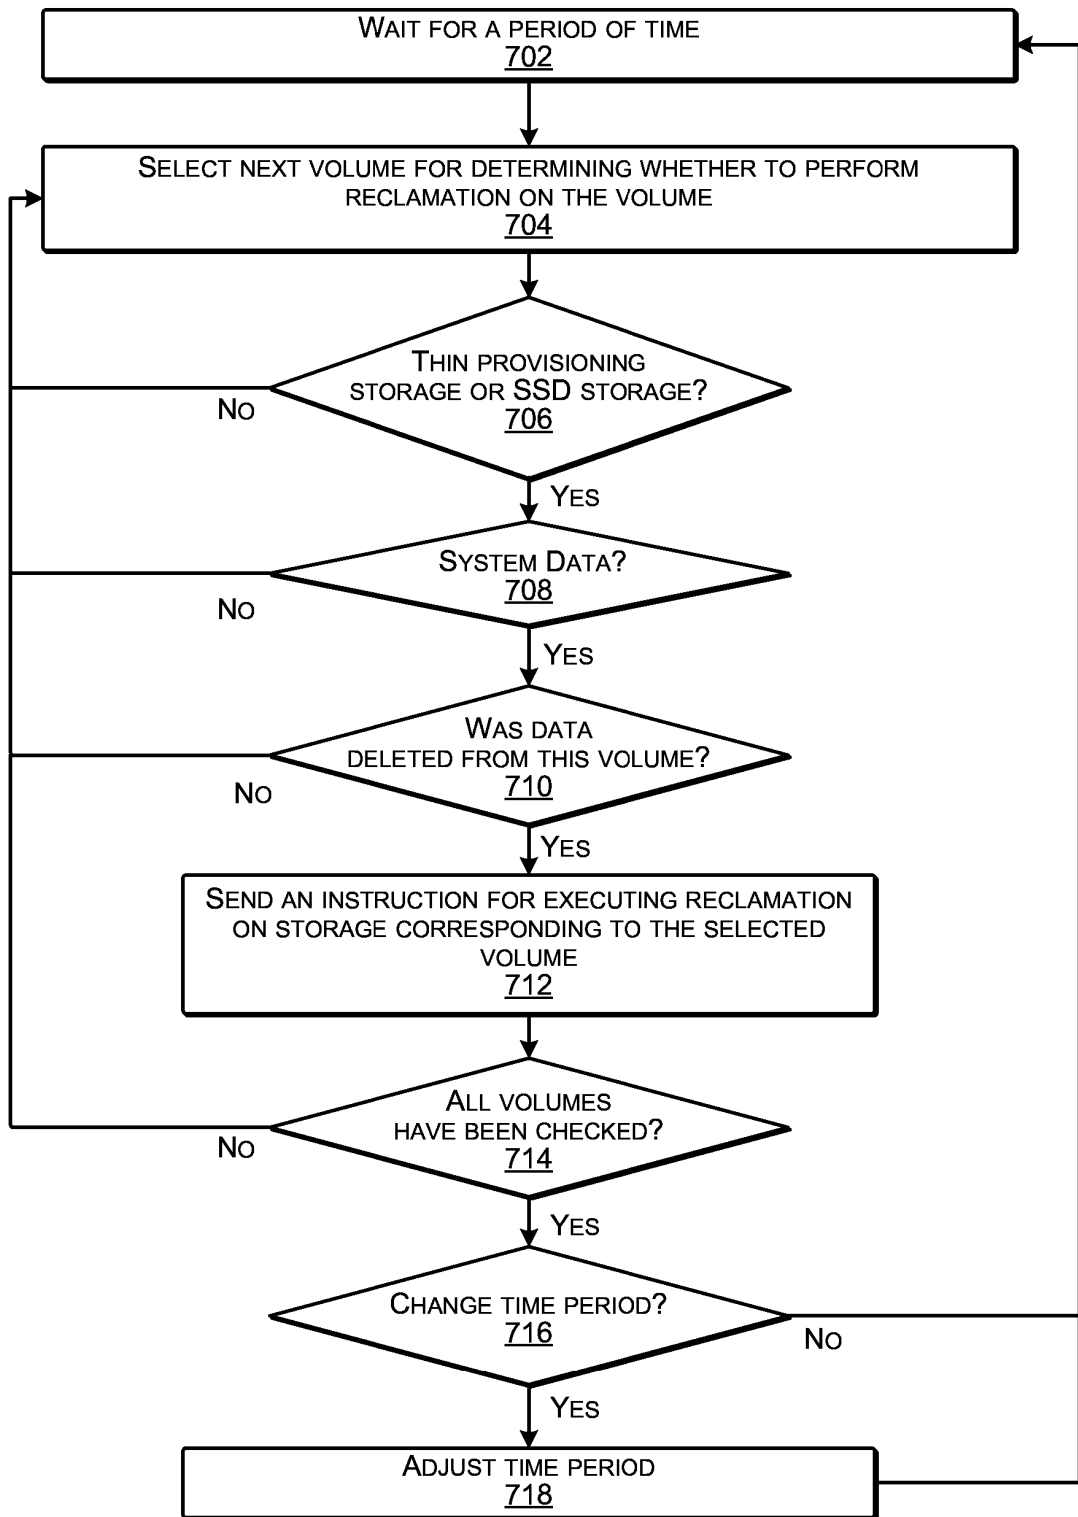 WAIT FOR A PERIOD OF TIME
702
SELECT NEXT VOLUME FOR DETERMINING WHETHER TO PERFORM
RECLAMATION ON THE VOLUME
704
THIN PROVISIONING
STORAGE OR SSD STORAGE?
706
NO
YES
SYSTEM DATA?
708
NO
YES
WAS DATA
DELETED FROM THIS VOLUME?
710
NO
YES
SEND AN INSTRUCTION FOR EXECUTING RECLAMATION
ON STORAGE CORRESPONDING TO THE SELECTED
VOLUME
712
ALL VOLUMES
HAVE BEEN CHECKED?
714
NO
YES
CHANGE TIME PERIOD?
716
NO
YES
ADJUST TIME PERIOD
718